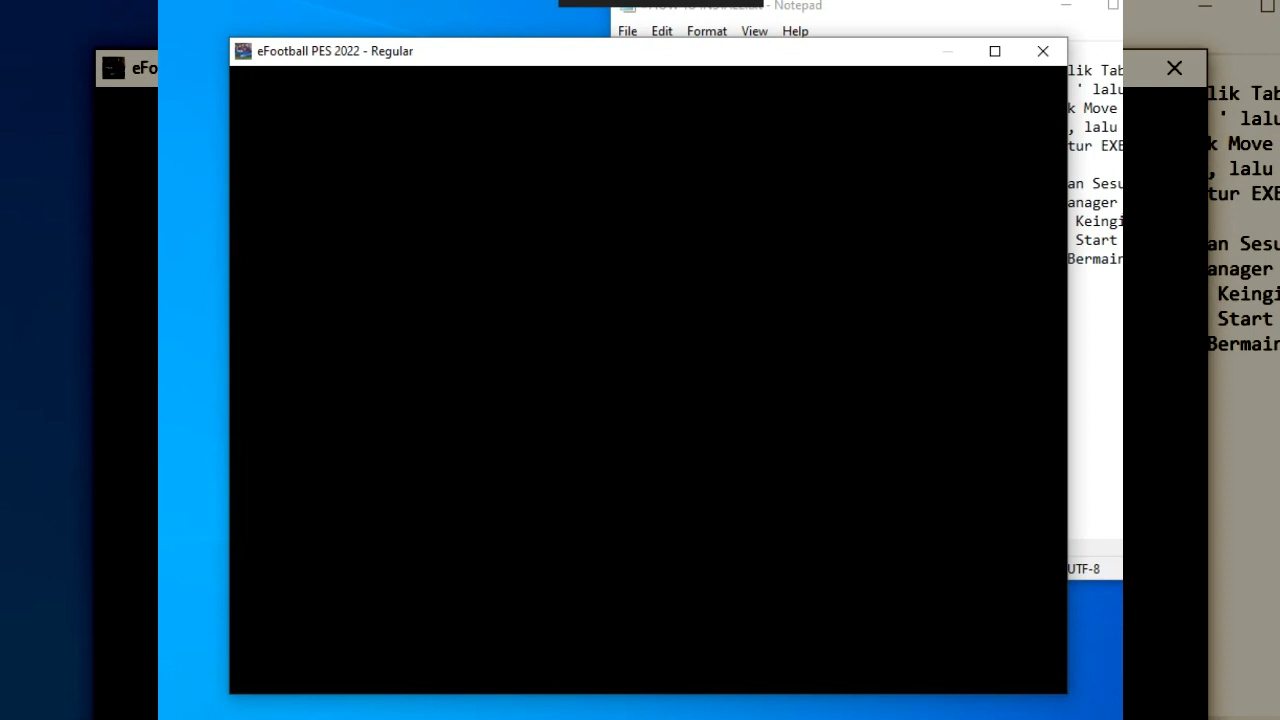 - Notepad
File Edit Format View Help
eFootball PES 2022 - Regular
eFo
lik Tab
' lalu
k Move
, lalu
tur EXE
an Sesu
anager
Keingi
Start
Bermain
UTF-8
lik Tab
' lalu
k Move
, lalu
tur EXE
an Sesu
anager
Keingi
Start
Bermain